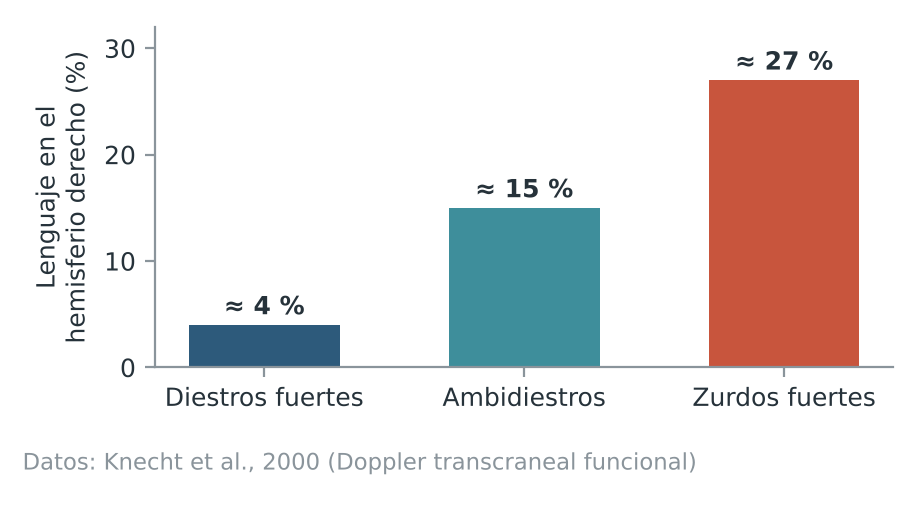 Lenguaje en el
hemisferio derecho (%)
30
20
10
0
≈ 4 %
≈ 15 %
≈ 27 %
Diestros fuertes
Ambidiestros
Zurdos fuertes
Datos: Knecht et al., 2000 (Doppler transcraneal funcional)